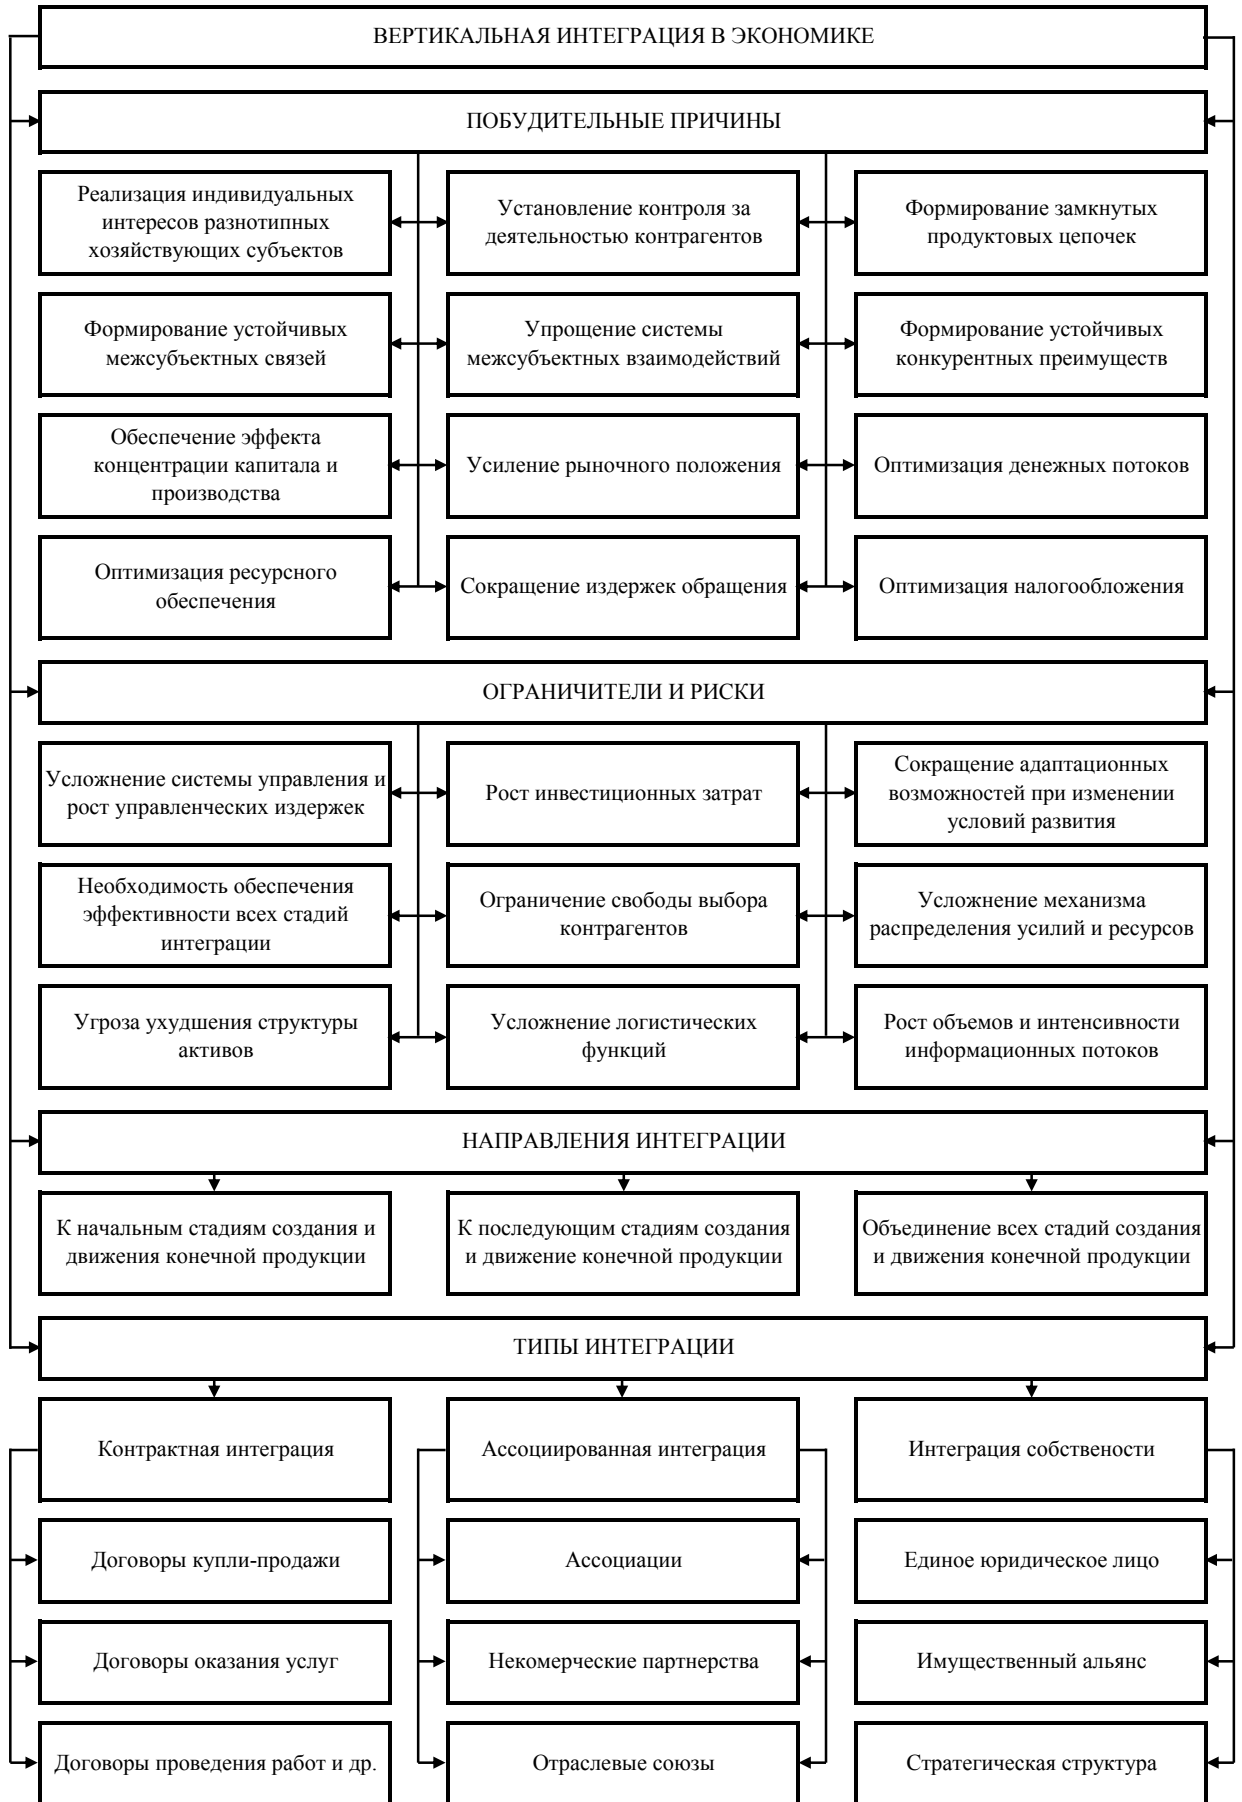 ВЕРТИКАЛЬНАЯ ИНТЕГРАЦИЯ В ЭКОНОМИКЕ
ПОБУДИТЕЛЬНЫЕ ПРИЧИНЫ
Реализация индивидуальных
интересов разнотипных
хозяйствующих субъектов
Установление контроля за
деятельностью контрагентов
Формирование замкнутых
продуктовых цепочек
Формирование устойчивых
межсубъектных связей
Упрощение системы
межсубъектных взаимодействий
Формирование устойчивых
конкурентных преимуществ
Обеспечение эффекта
концентрации капитала и
производства
Усиление рыночного положения
Оптимизация денежных потоков
Оптимизация ресурсного
обеспечения
Сокращение издержек обращения
Оптимизация налогообложения
ОГРАНИЧИТЕЛИ И РИСКИ
Усложнение системы управления и
рост управленческих издержек
Рост инвестиционных затрат
Сокращение адаптационных
возможностей при изменении
условий развития
Необходимость обеспечения
эффективности всех стадий
интеграции
Ограничение свободы выбора
контрагентов
Усложнение механизма
распределения усилий и ресурсов
Угроза ухудшения структуры
активов
Усложнение логистических
функций
Рост объемов и интенсивности
информационных потоков
НАПРАВЛЕНИЯ ИНТЕГРАЦИИ
К начальным стадиям создания и
движения конечной продукции
К последующим стадиям создания
и движение конечной продукции
Объединение всех стадий создания
и движения конечной продукции
ТИПЫ ИНТЕГРАЦИИ
Контрактная интеграция
Ассоциированная интеграция
Интеграция собствености
Договоры купли-продажи
Ассоциации
Единое юридическое лицо
Договоры оказания услуг
Некомерческие партнерства
Имущественный альянс
Договоры проведения работ и др.
Отраслевые союзы
Стратегическая структура